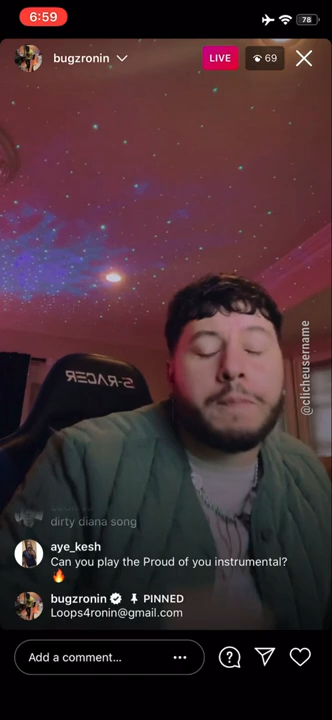 6:59
78
bugzronin
LIVE
69
@clicheusername
S-RACER
dirty diana song
aye_kesh
Can you play the Proud of you instrumental?
🔥
bugzronin PINNED
Loops4ronin@gmail.com
Add a comment...